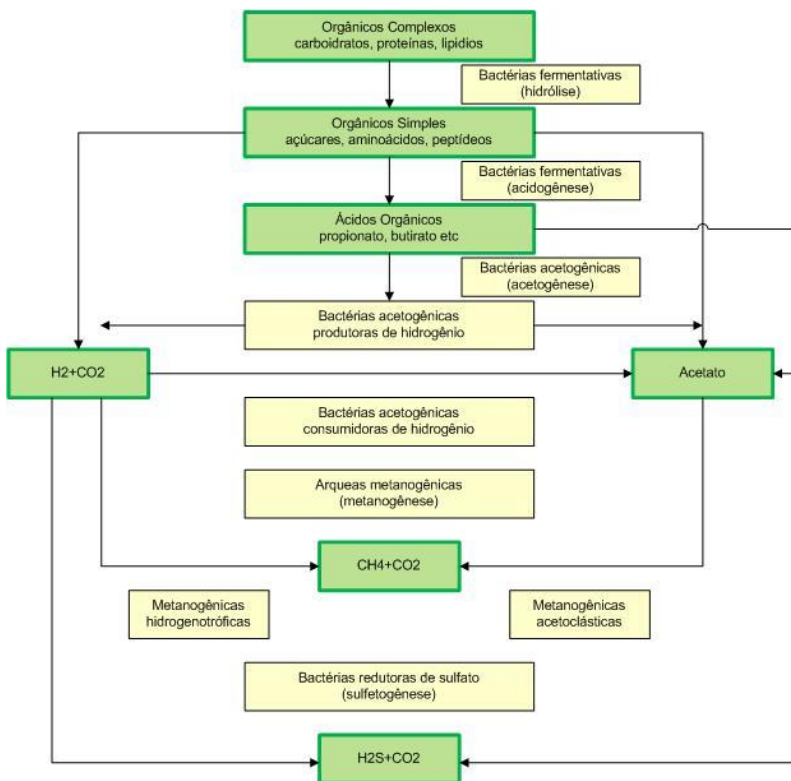 Orgânicos Complexos
carboidratos, proteínas, lipidios
Bactérias fermentativas
(hidrólise)
Orgânicos Simples
açúcares, aminoácidos, peptídeos
Bactérias fermentativas
(acidogênese)
Ácidos Orgânicos
propionato, butirato etc
Bactérias acetogênicas
(acetogênese)
Bactérias acetogênicas
produtoras de hidrogênio
H2+CO2
Acetato
Bactérias acetogênicas
consumidoras de hidrogênio
Arqueas metanogênicas
(metanogênese)
CH4+CO2
Metanogênicas
hidrogenotróficas
Metanogênicas
acetoclásticas
Bactérias redutoras de sulfato
(sulfetogênese)
H2S+CO2